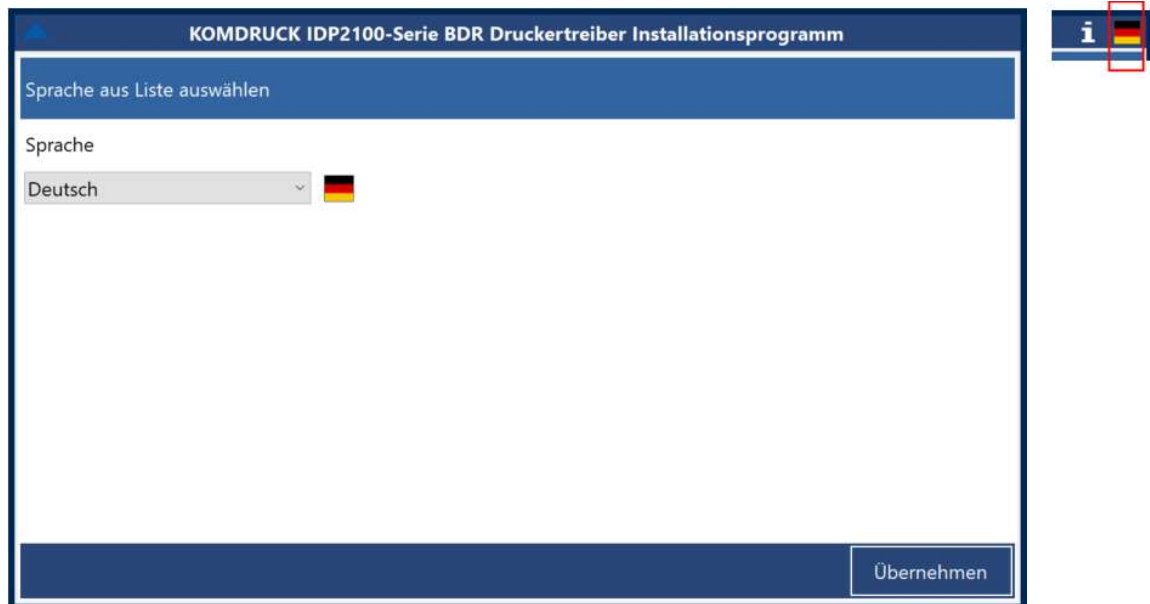 KOMDRUCK IDP2100-Serie BDR Druckertreiber Installationsprogramm
i
Sprache aus Liste auswählen
Sprache
Deutsch
Übernehmen